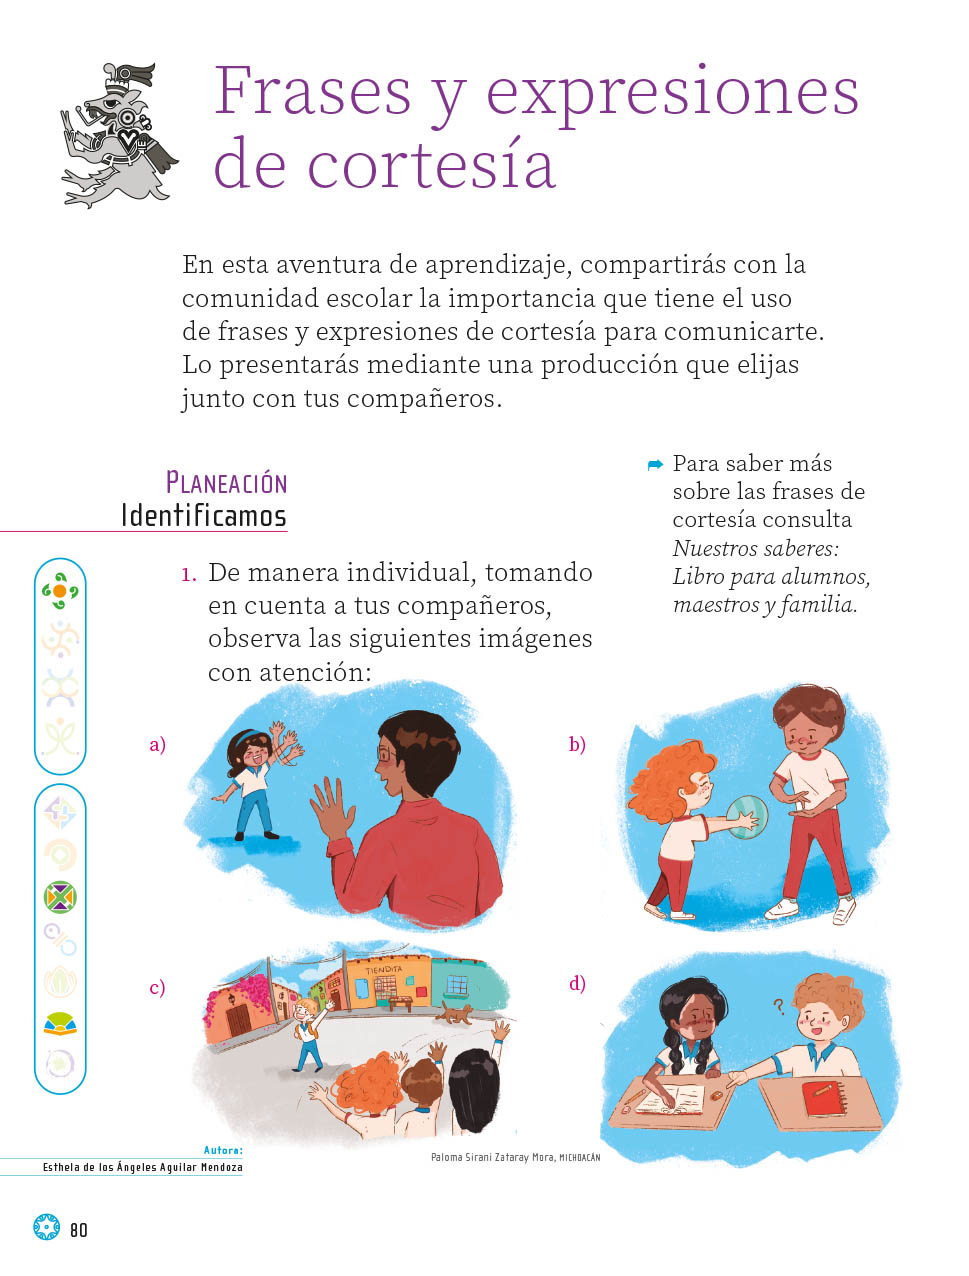 Frases y expresiones
de cortesía
En esta aventura de aprendizaje, compartirás con la
comunidad escolar la importancia que tiene el uso
de frases y expresiones de cortesía para comunicarte.
Lo presentarás mediante una producción que elijas
junto con tus compañeros.
Planeación
Identificamos
Para saber más
sobre las frases de
cortesía consulta
Nuestros saberes:
Libro para alumnos,
maestros y familia.
1. De manera individual, tomando
en cuenta a tus compañeros,
observa las siguientes imágenes
con atención:
a)
b)
c)
TIENDITA
d)
?
Autora:
Esthela de los Ángeles Aguilar Mendoza
Paloma Sirani Zataray Mora, MICHOACÁN
80